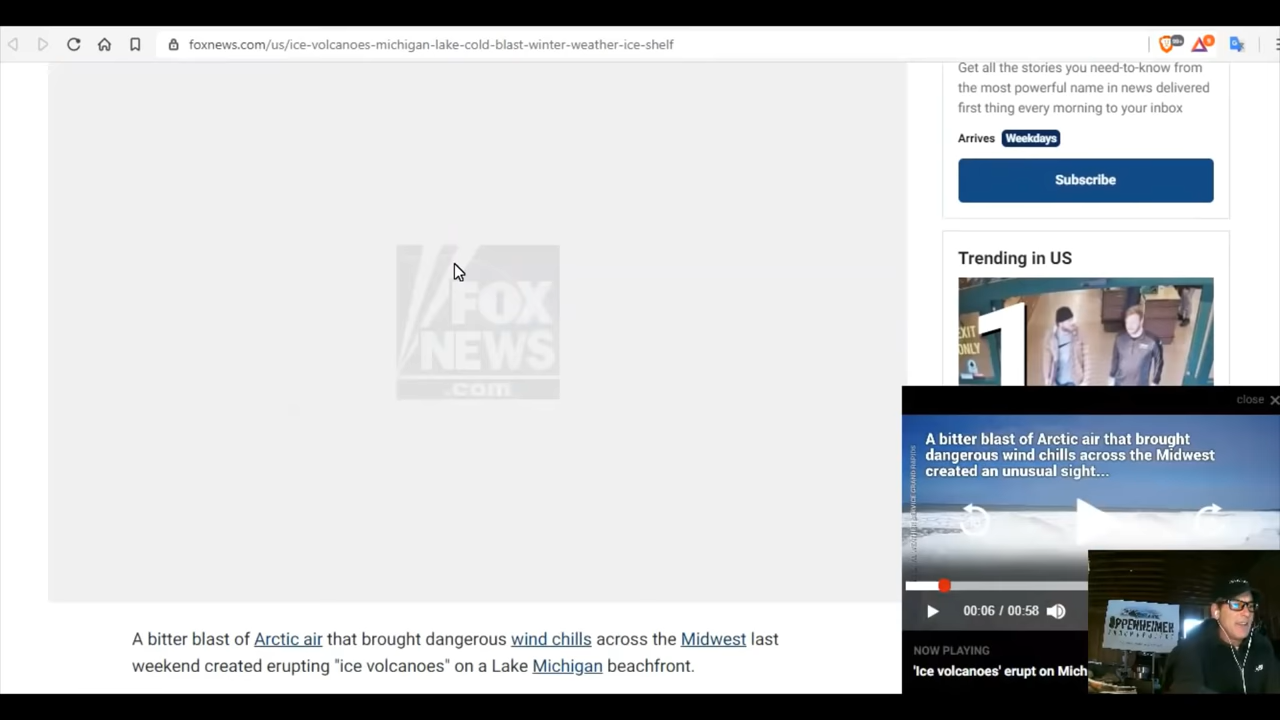 foxnews.com/us/ice-volcanoes-michigan-lake-cold-blast-winter-weather-ice-shelf
Get all the stories you need-to-know from
the most powerful name in news delivered
first thing every morning to your inbox
Arrives Weekdays
Subscribe
Trending in US
EXIT
ONLY
1
FOX
NEWS
.com
close
A bitter blast of Arctic air that brought
dangerous wind chills across the Midwest
created an unusual sight...
00:06 / 00:58
OPPENHEIMER
NOW PLAYING
'Ice volcanoes' erupt on Mich
A bitter blast of Arctic air that brought dangerous wind chills across the Midwest last
weekend created erupting "ice volcanoes" on a Lake Michigan beachfront.